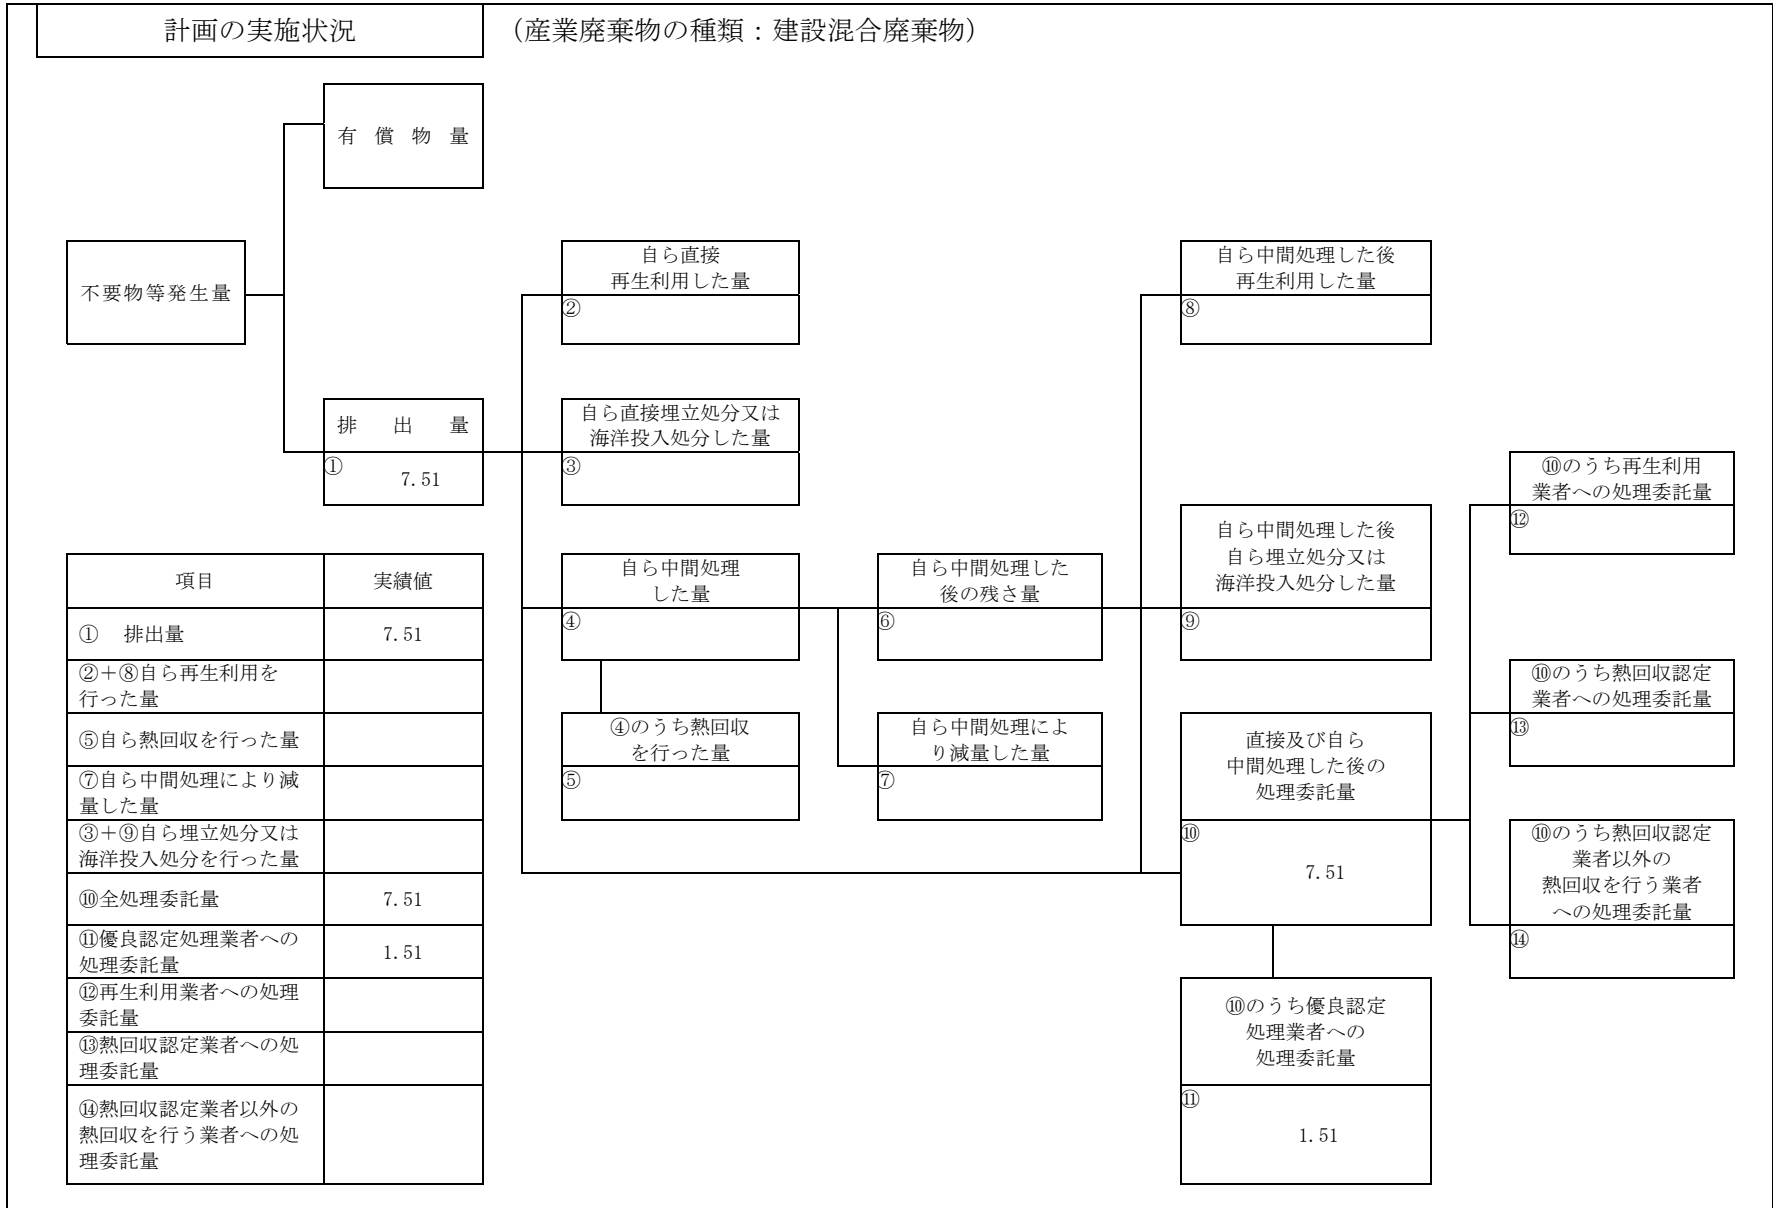 計画の実施状況
（産業廃棄物の種類：建設混合廃棄物）
有償物量
不要物等発生量
排出量
①
7.51
自ら直接
再生利用した量
②
自ら直接埋立処分又は
海洋投入処分した量
③
自ら中間処理
した量
④
④のうち熱回収
を行った量
⑤
自ら中間処理した
後の残さ量
⑥
自ら中間処理によ
り減量した量
⑦
自ら中間処理した後
再生利用した量
⑧
自ら中間処理した後
自ら埋立処分又は
海洋投入処分した量
⑨
直接及び自ら
中間処理した後の
処理委託量
⑩
7.51
⑩のうち優良認定
処理業者への
処理委託量
⑪
1.51
⑩のうち再生利用
業者への処理委託量
⑫
⑩のうち熱回収認定
業者への処理委託量
⑬
⑩のうち熱回収認定
業者以外の
熱回収を行う業者
への処理委託量
⑭
項目 実績値
① 排出量 7.51
②＋⑧自ら再生利用を
行った量
⑤自ら熱回収を行った量
⑦自ら中間処理により減
量した量
③＋⑨自ら埋立処分又は
海洋投入処分を行った量
⑩全処理委託量 7.51
⑪優良認定処理業者への
処理委託量 1.51
⑫再生利用業者への処理
委託量
⑬熱回収認定業者への処
理委託量
⑭熱回収認定業者以外の
熱回収を行う業者への処
理委託量